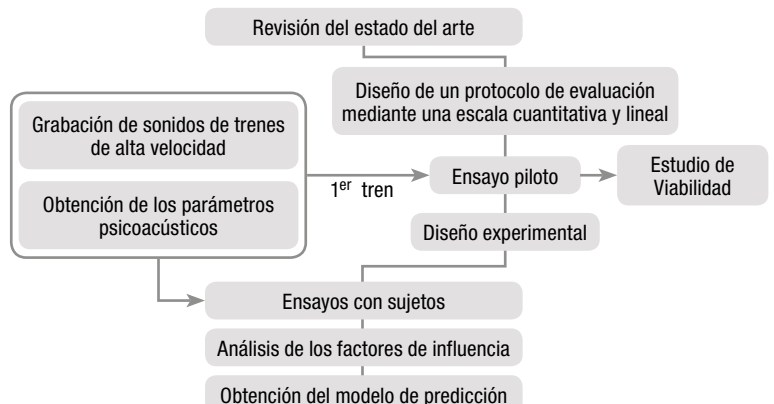 Revisión del estado del arte
Diseño de un protocolo de evaluación
mediante una escala cuantitativa y lineal
Grabación de sonidos de trenes
de alta velocidad
Obtención de los parámetros
psicoacústicos
1er tren
Ensayo piloto
Estudio de
Viabilidad
Diseño experimental
Ensayos con sujetos
Análisis de los factores de influencia
Obtención del modelo de predicción